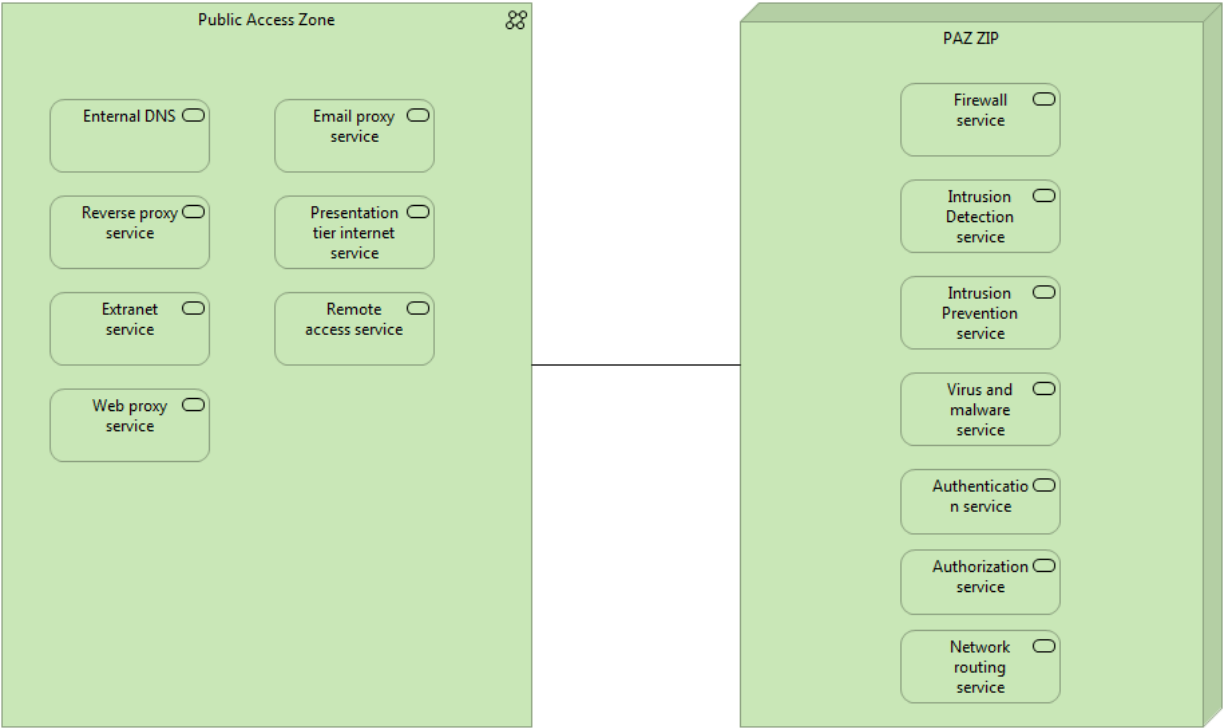 Public Access Zone
Enternal DNS
Email proxy
service
Reverse proxy
service
Presentation
tier internet
service
Extranet
service
Remote
access service
Web proxy
service
PAZ ZIP
Firewall
service
Intrusion
Detection
service
Intrusion
Prevention
service
Virus and
malware
service
Authenticatio
n service
Authorization
service
Network
routing
service